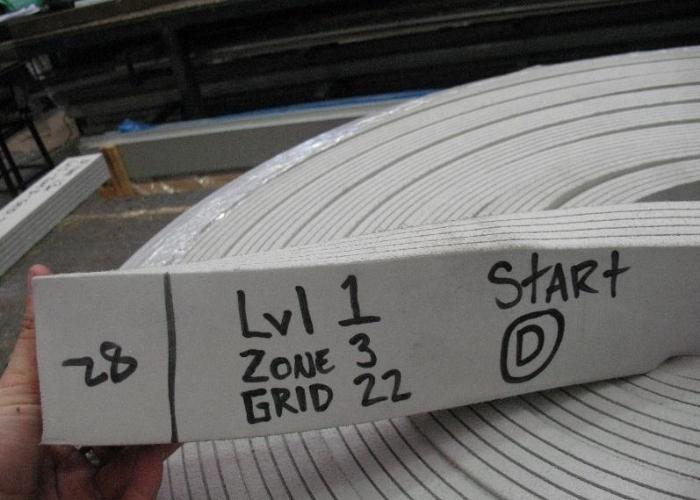 28
Lvl 1
ZONE 3
GRID 22
StARt
D